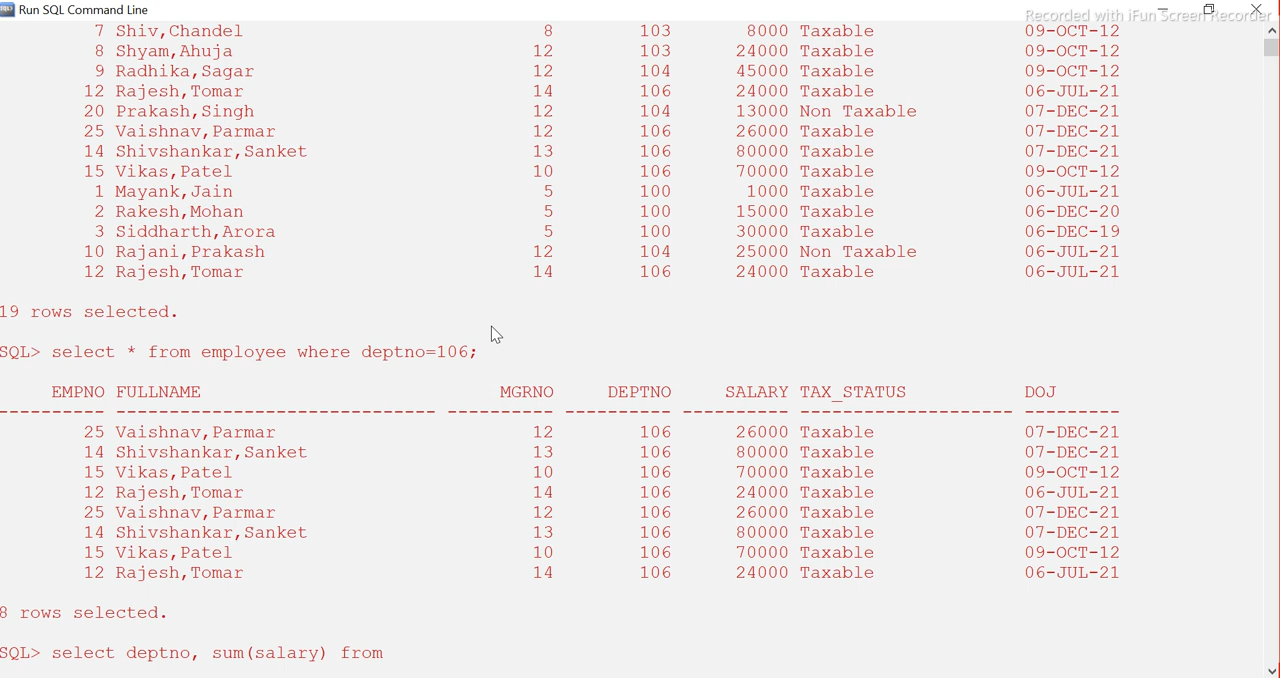 Run SQL Command Line
Recorded with iFun Screen Recorder
7 Shiv,Chandel 8 103 8000 Taxable 09-OCT-12
8 Shyam,Ahuja 12 103 24000 Taxable 09-OCT-12
9 Radhika,Sagar 12 104 45000 Taxable 09-OCT-12
12 Rajesh,Tomar 14 106 24000 Taxable 06-JUL-21
20 Prakash,Singh 12 104 13000 Non Taxable 07-DEC-21
25 Vaishnav,Parmar 12 106 26000 Taxable 07-DEC-21
14 Shivshankar,Sanket 13 106 80000 Taxable 07-DEC-21
15 Vikas,Patel 10 106 70000 Taxable 09-OCT-12
1 Mayank,Jain 5 100 1000 Taxable 06-JUL-21
2 Rakesh,Mohan 5 100 15000 Taxable 06-DEC-20
3 Siddharth,Arora 5 100 30000 Taxable 06-DEC-19
10 Rajani,Prakash 12 104 25000 Non Taxable 06-JUL-21
12 Rajesh,Tomar 14 106 24000 Taxable 06-JUL-21
19 rows selected.
SQL> select * from employee where deptno=106;
EMPNO FULLNAME MGRNO DEPTNO SALARY TAX_STATUS DOJ
---------- ------------------------------ ---------- ---------- ---------- -------------------- ---------
25 Vaishnav,Parmar 12 106 26000 Taxable 07-DEC-21
14 Shivshankar,Sanket 13 106 80000 Taxable 07-DEC-21
15 Vikas,Patel 10 106 70000 Taxable 09-OCT-12
12 Rajesh,Tomar 14 106 24000 Taxable 06-JUL-21
25 Vaishnav,Parmar 12 106 26000 Taxable 07-DEC-21
14 Shivshankar,Sanket 13 106 80000 Taxable 07-DEC-21
15 Vikas,Patel 10 106 70000 Taxable 09-OCT-12
12 Rajesh,Tomar 14 106 24000 Taxable 06-JUL-21
8 rows selected.
SQL> select deptno, sum(salary) from